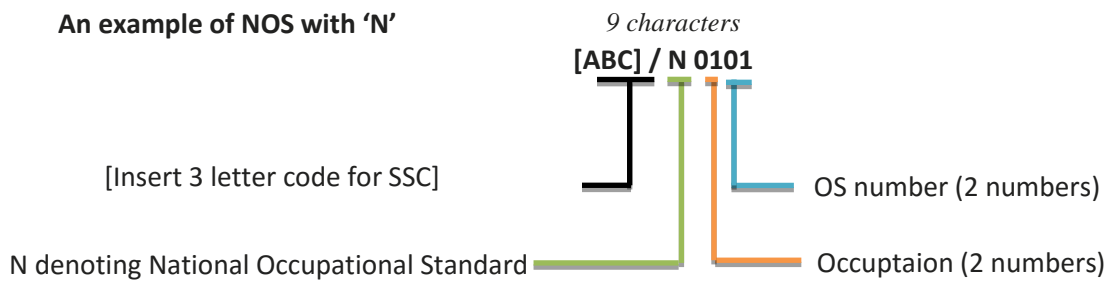 An example of NOS with ‘N’
9 characters
[ABC] / N 0101
[Insert 3 letter code for SSC]
OS number (2 numbers)
N denoting National Occupational Standard
Occuptaion (2 numbers)